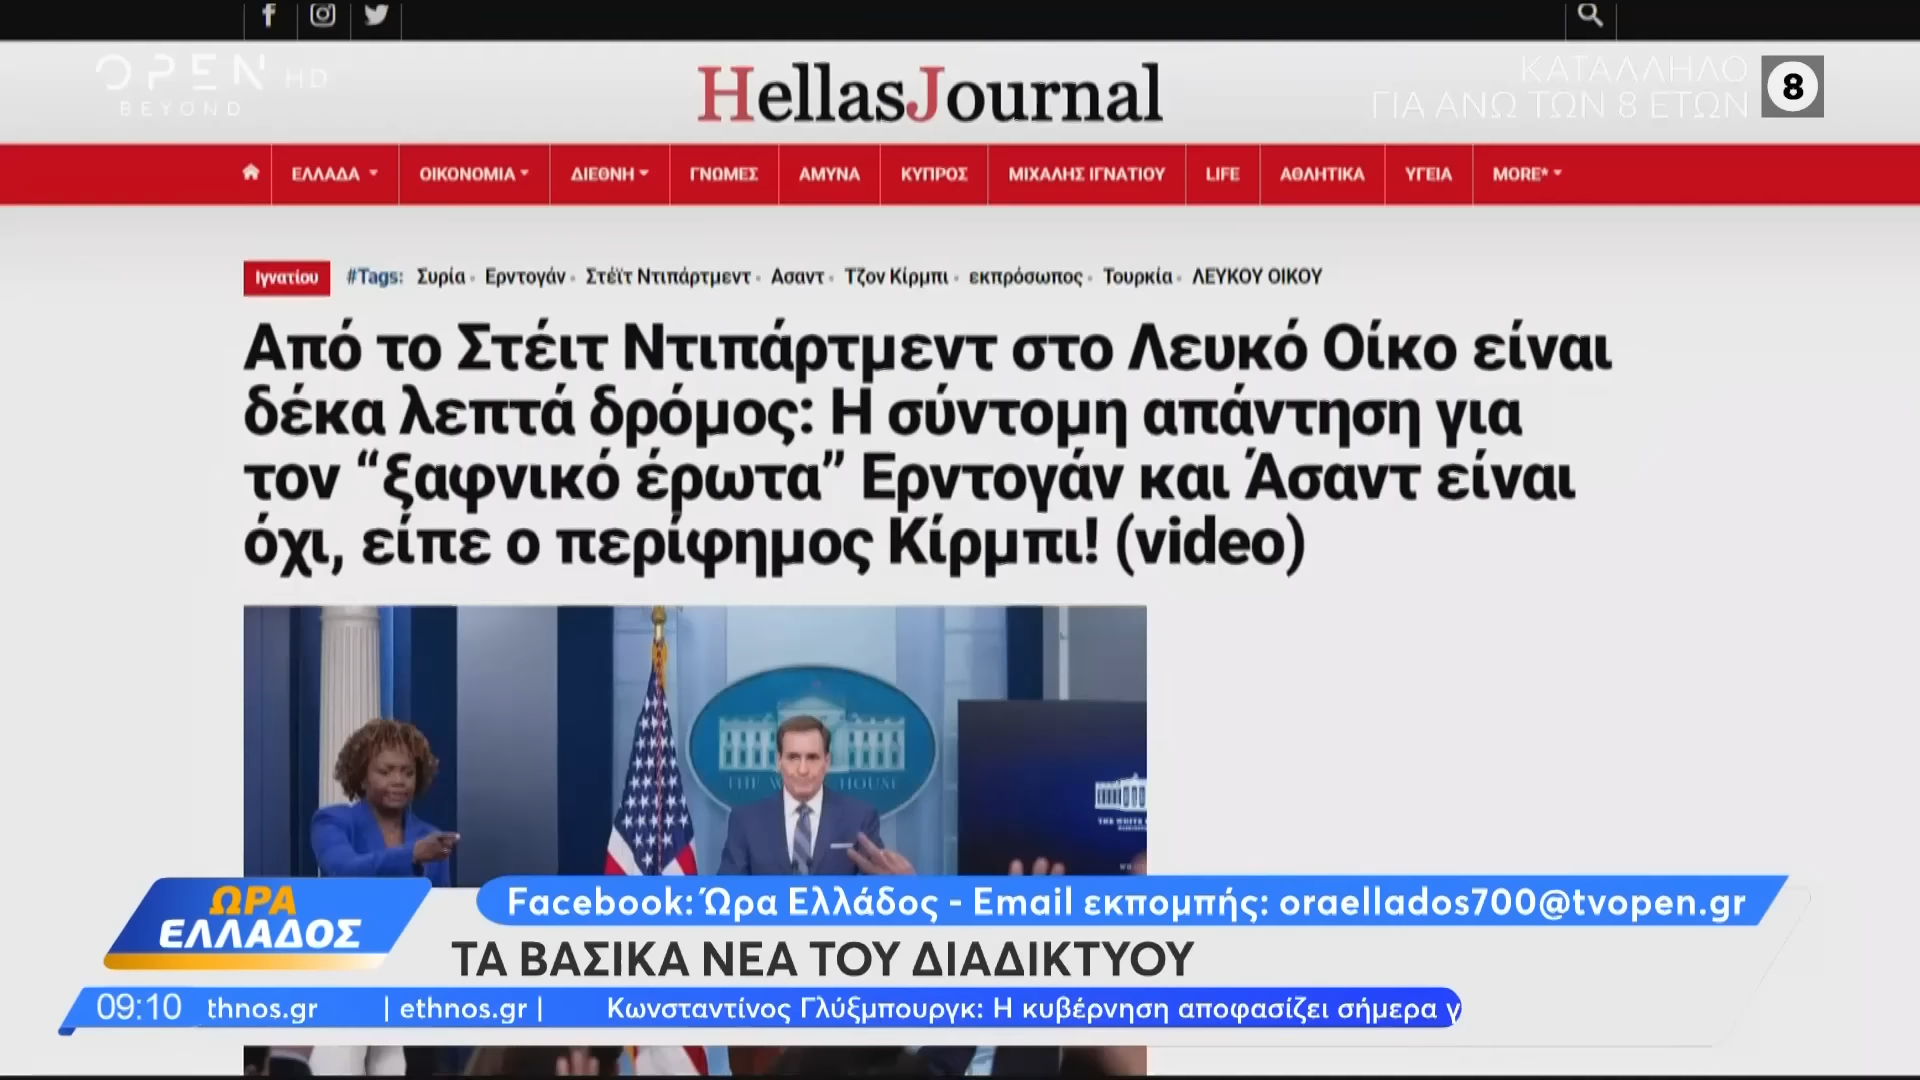 OPEN HD
BEYOND
HellasJournal
ΚΑΤΑΛΛΗΛΟ
ΓΙΑ ΑΝΩ ΤΩΝ 8 ΕΤΩΝ
8
ΕΛΛΑΔΑ ΟΙΚΟΝΟΜΙΑ ΔΙΕΘΝΗ ΓΝΩΜΕΣ ΑΜΥΝΑ ΚΥΠΡΟΣ ΜΙΧΑΛΗΣ ΙΓΝΑΤΙΟΥ LIFE ΑΘΛΗΤΙΚΑ ΥΓΕΙΑ MORE*
Ιγνατίου #Tags: Συρία Ερντογάν Στέϊτ Ντιπάρτμεντ Ασαντ Τζον Κίρμπι εκπρόσωπος Τουρκία ΛΕΥΚΟΥ ΟΙΚΟΥ
Από το Στέιτ Ντιπάρτμεντ στο Λευκό Οίκο είναι
δέκα λεπτά δρόμος: Η σύντομη απάντηση για
τον “ξαφνικό έρωτα” Ερντογάν και Άσαντ είναι
όχι, είπε ο περίφημος Κίρμπι! (video)
THE WHITE HOUSE
ΩΡΑ
ΕΛΛΑΔΟΣ
Facebook: Ώρα Ελλάδος - Email εκπομπής: oraellados700@tvopen.gr
ΤΑ ΒΑΣΙΚΑ ΝΕΑ ΤΟΥ ΔΙΑΔΙΚΤΥΟΥ
09:10 thnos.gr | ethnos.gr | Κωνσταντίνος Γλύξμπουργκ: Η κυβέρνηση αποφασίζει σήμερα γ